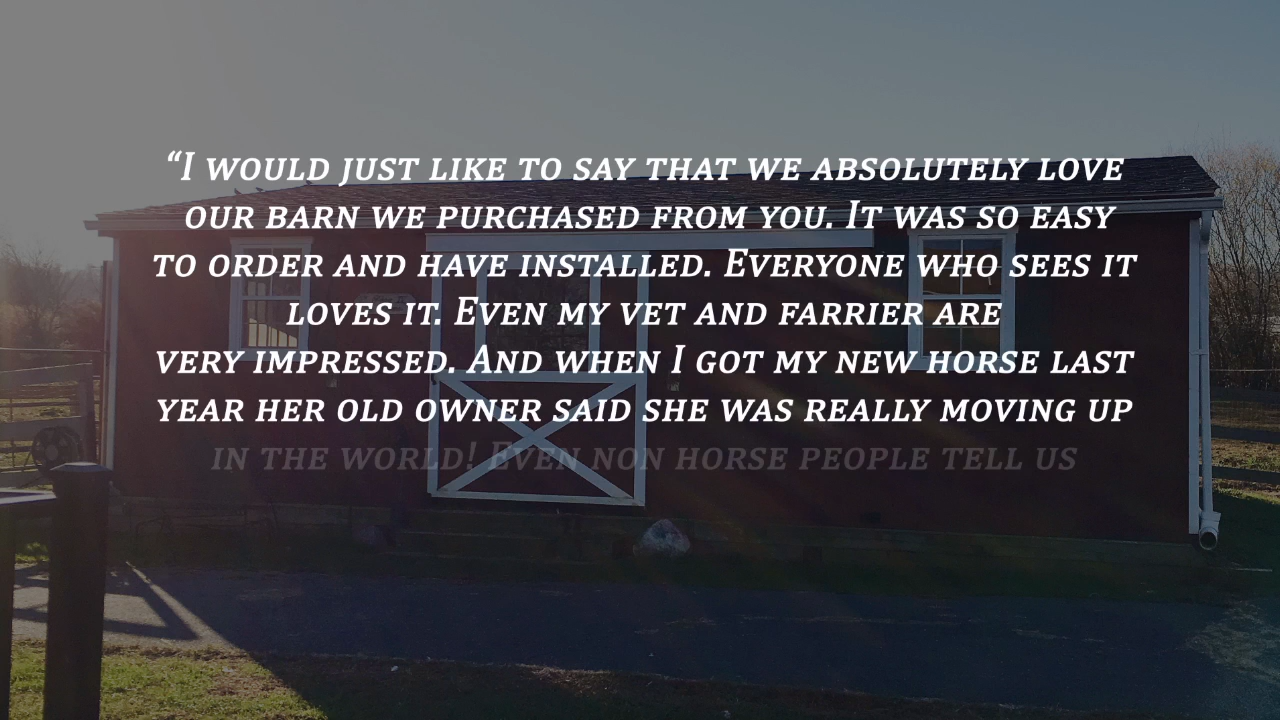 “I would just like to say that we absolutely love
our barn we purchased from you. It was so easy
to order and have installed. Everyone who sees it
loves it. Even my vet and farrier are
very impressed. And when I got my new horse last
year her old owner said she was really moving up
in the world! Even non horse people tell us